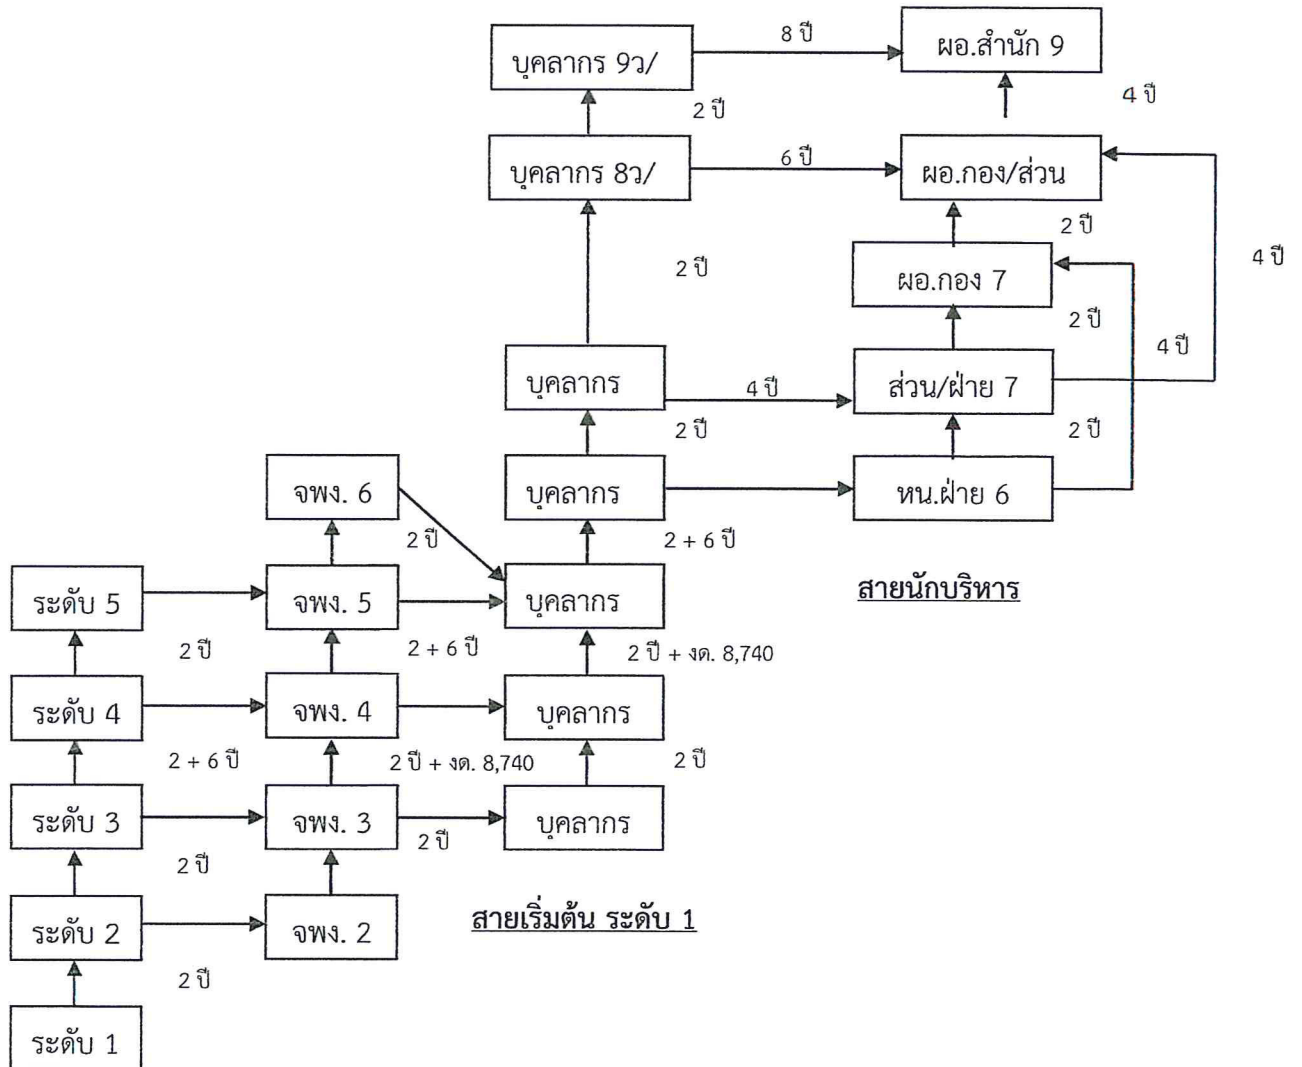 8 ปี
ผอ.สำนัก 9
บุคลากร 9ว/
2 ปี
4 ปี
บุคลากร 8ว/
6 ปี
ผอ.กอง/ส่วน
2 ปี
2 ปี
4 ปี
ผอ.กอง 7
2 ปี
4 ปี
บุคลากร
4 ปี
ส่วน/ฝ่าย 7
2 ปี
2 ปี
จพง. 6
บุคลากร
หน.ฝ่าย 6
2 ปี
2 + 6 ปี
ระดับ 5
จพง. 5
บุคลากร
สายนักบริหาร
2 ปี
2 + 6 ปี
2 ปี + งด. 8,740
ระดับ 4
จพง. 4
บุคลากร
2 + 6 ปี
2 ปี + งด. 8,740
2 ปี
ระดับ 3
จพง. 3
บุคลากร
2 ปี
2 ปี
ระดับ 2
จพง. 2
สายเริ่มต้น ระดับ 1
2 ปี
ระดับ 1